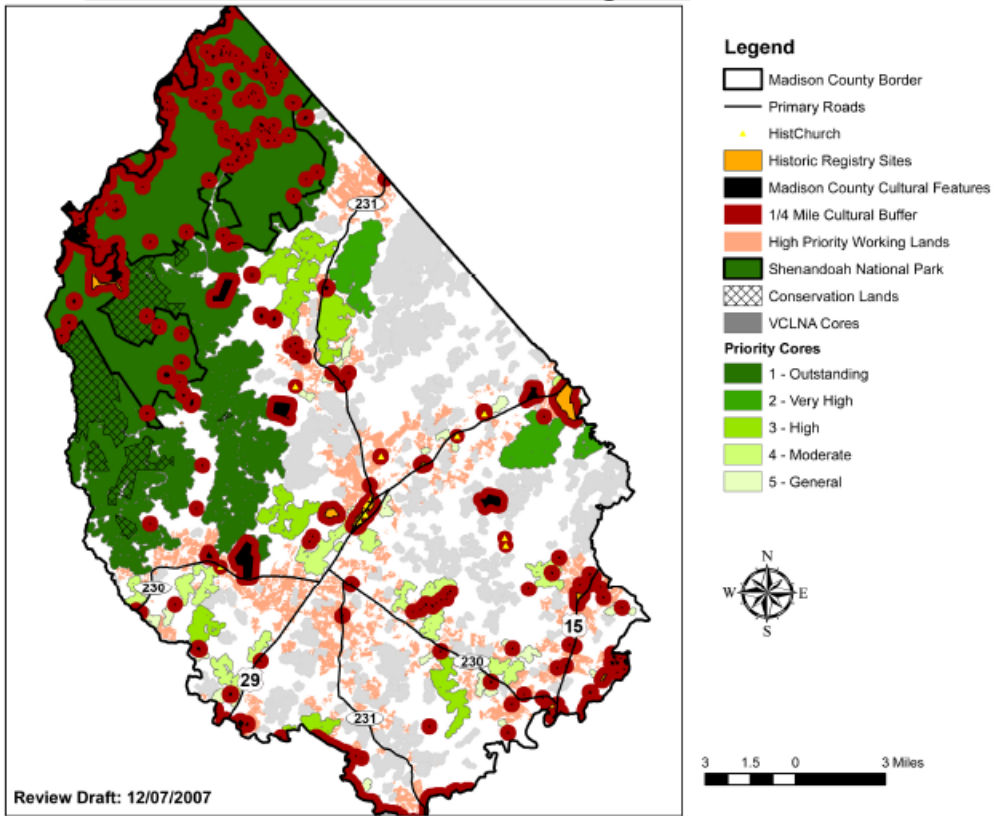 231
230
29
15
230
231
Review Draft: 12/07/2007
Legend
Madison County Border
Primary Roads
HistChurch
Historic Registry Sites
Madison County Cultural Features
1/4 Mile Cultural Buffer
High Priority Working Lands
Shenandoah National Park
Conservation Lands
VCLNA Cores
Priority Cores
1 - Outstanding
2 - Very High
3 - High
4 - Moderate
5 - General
N
W E
S
3 1.5 0 3 Miles